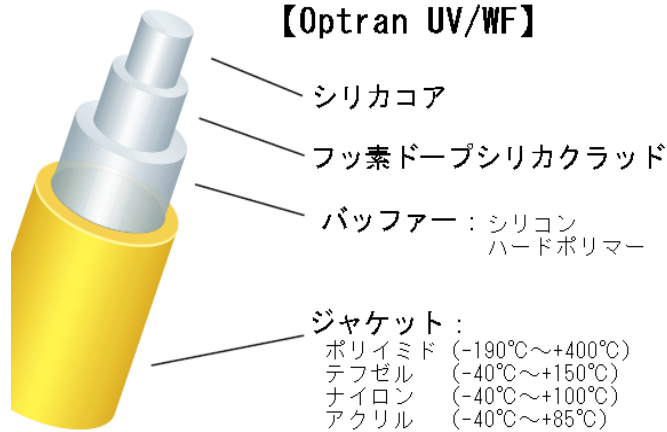 【Optran UV/WF】
シリカコア
フッ素ドープシリカクラッド
バッファー：シリコン
ハードポリマー
ジャケット：
ポリイミド（-190℃～+400℃）
テフゼル（-40℃～+150℃）
ナイロン（-40℃～+100℃）
アクリル（-40℃～+85℃）